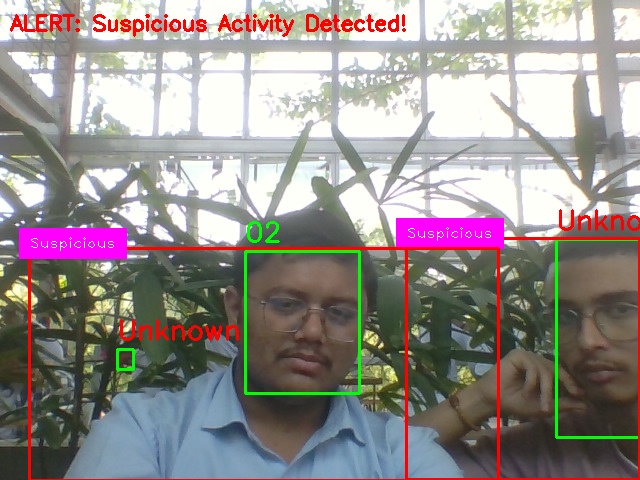 ALERT: Suspicious Activity Detected!
Unkno
Suspicious
02
Suspicious
Unknown